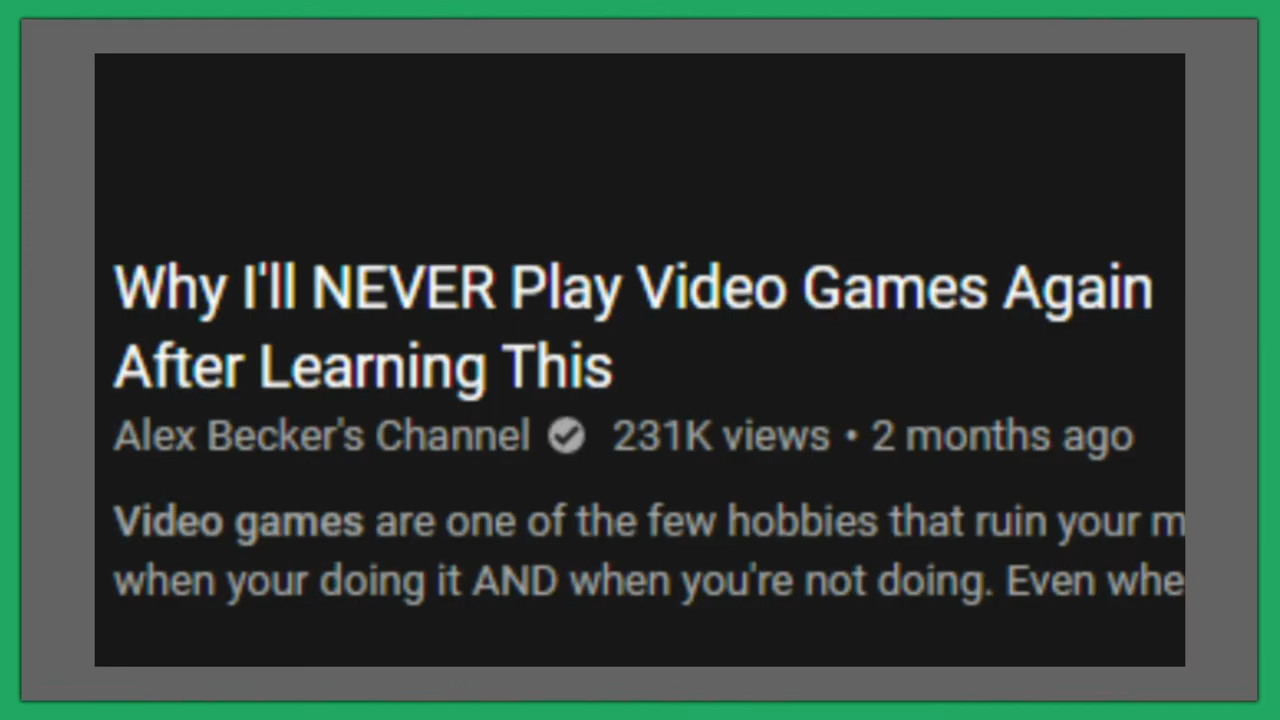 Why I'll NEVER Play Video Games Again
After Learning This
Alex Becker's Channel 231K views • 2 months ago
Video games are one of the few hobbies that ruin your m
when your doing it AND when you're not doing. Even whe